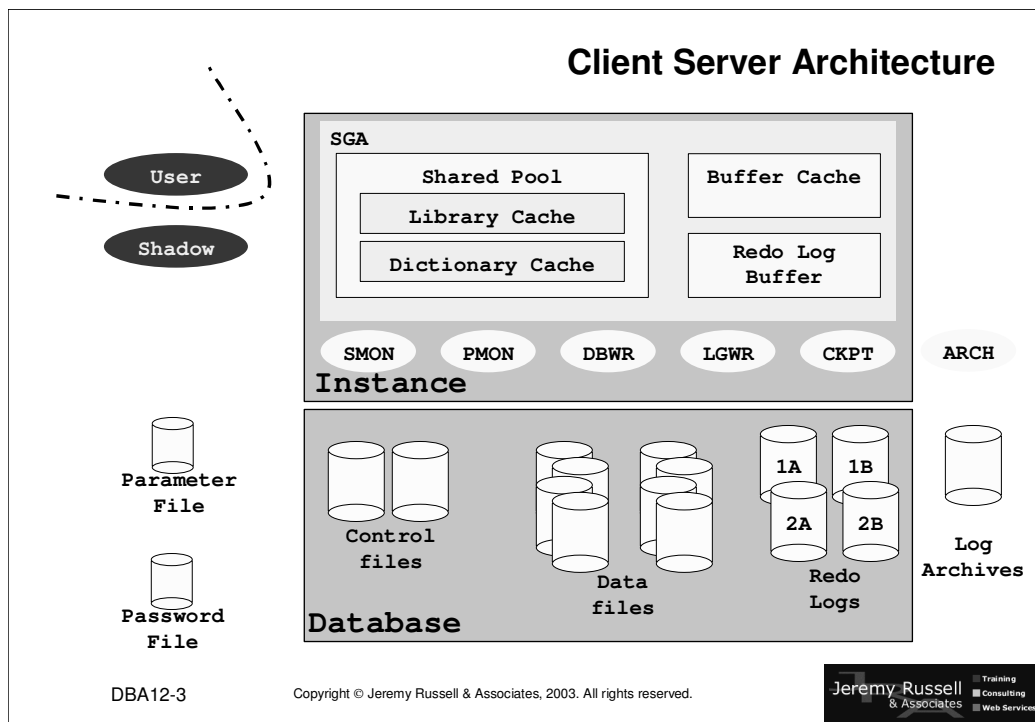 Client Server Architecture
User
Shadow
SGA
Shared Pool
Library Cache
Dictionary Cache
Buffer Cache
Redo Log
Buffer
SMON
PMON
DBWR
LGWR
CKPT
ARCH
Instance
Parameter
File
Password
File
Control
files
Data
files
1A
1B
2A
2B
Redo
Logs
Log
Archives
Database
DBA12-3
Copyright © Jeremy Russell & Associates, 2003. All rights reserved.
Jeremy Russell
& Associates
Training
Consulting
Web Services